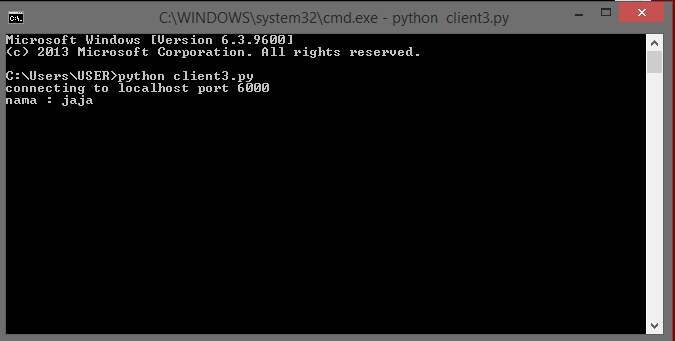 C:\WINDOWS\system32\cmd.exe - python  client3.py
Microsoft Windows [Version 6.3.9600]
(c) 2013 Microsoft Corporation. All rights reserved.
C:\Users\USER>python client3.py
connecting to localhost port 6000
nama : jaja